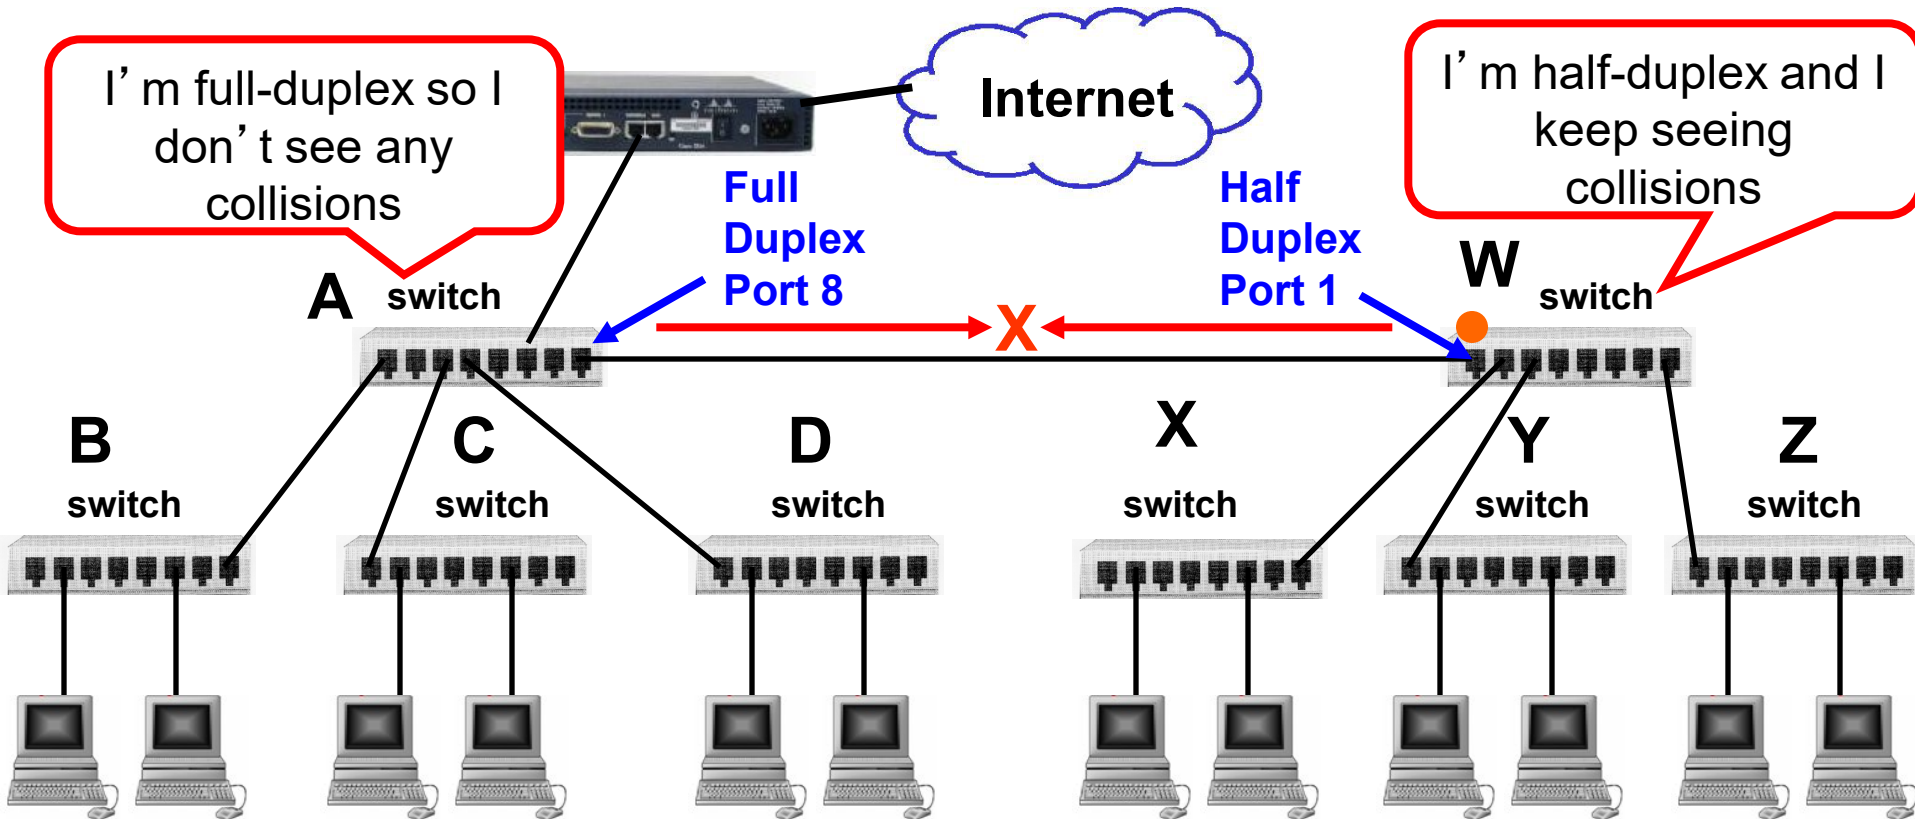 I’m full-duplex so I
don’t see any
collisions
Internet
I’m half-duplex and I
keep seeing
collisions
Full
Duplex
Port 8
Half
Duplex
Port 1
A
switch
W
switch
X
B
switch
C
switch
D
switch
X
switch
Y
switch
Z
switch